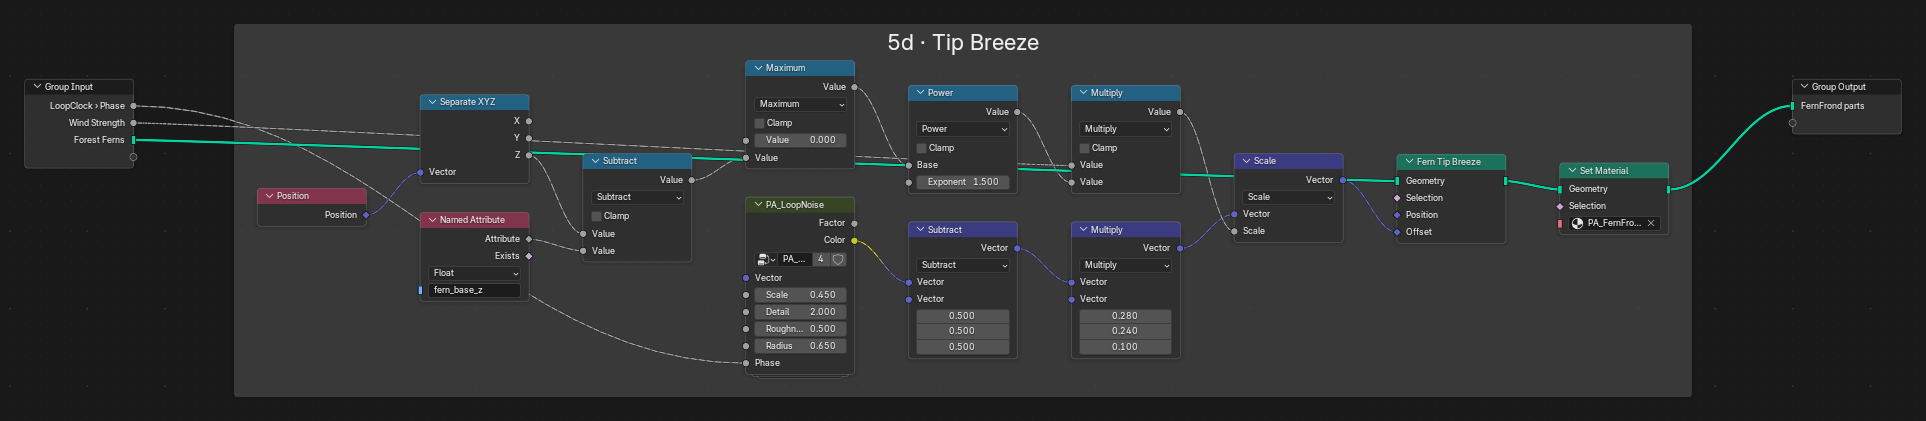 5d · Tip Breeze
Group Input
LoopClock › Phase
Wind Strength
Forest Ferns
Position
Position
Separate XYZ
X
Y
Z
Vector
Named Attribute
Attribute
Exists
Float
fern_base_z
Subtract
Value
Subtract
Clamp
Value
Value
Maximum
Value
Maximum
Clamp
Value 0.000
Value
PA_LoopNoise
Factor
Color
PA_... 4
Vector
Scale 0.450
Detail 2.000
Roughn... 0.500
Radius 0.650
Phase
Power
Value
Power
Clamp
Base
Exponent 1.500
Subtract
Vector
Subtract
Vector
Vector
0.500
0.500
0.500
Multiply
Value
Multiply
Clamp
Value
Value
Multiply
Vector
Multiply
Vector
Vector
0.280
0.240
0.100
Scale
Vector
Scale
Vector
Scale
Fern Tip Breeze
Geometry
Selection
Position
Offset
Set Material
Geometry
Selection
PA_FernFro...
Group Output
FernFrond parts